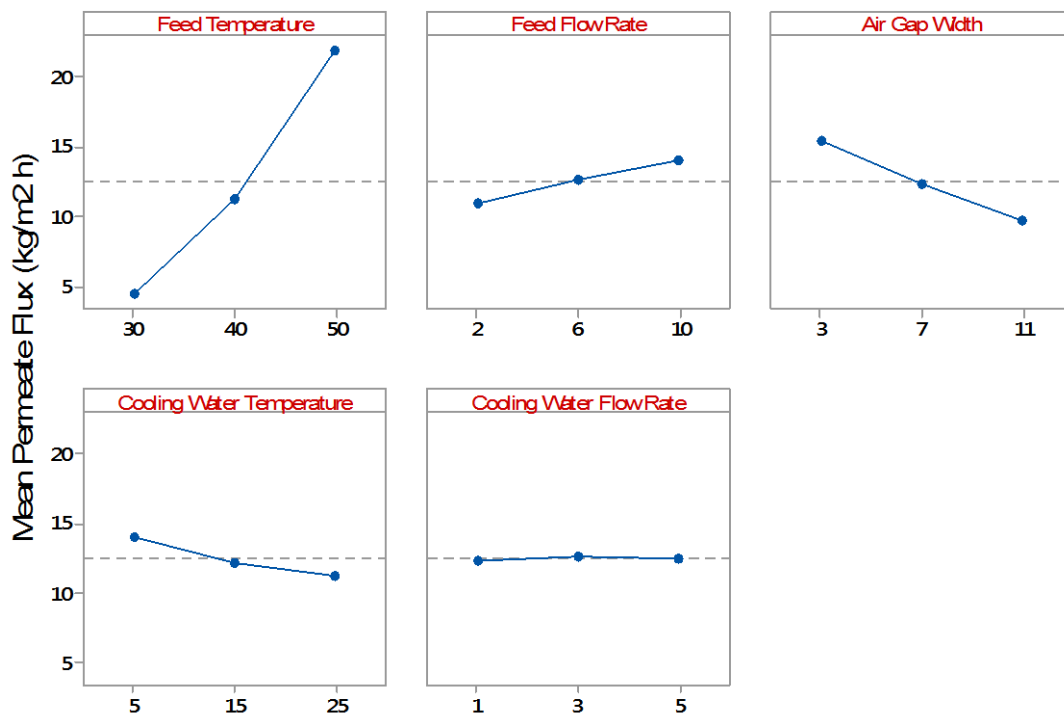 Feed Temperature
Feed Flow Rate
Air Gap Width
20
15
10
5
30 40 50
2 6 10
3 7 11
Mean Permeate Flux (kg/m2 h)
Cooling Water Temperature
Cooling Water Flow Rate
20
15
10
5
5 15 25
1 3 5